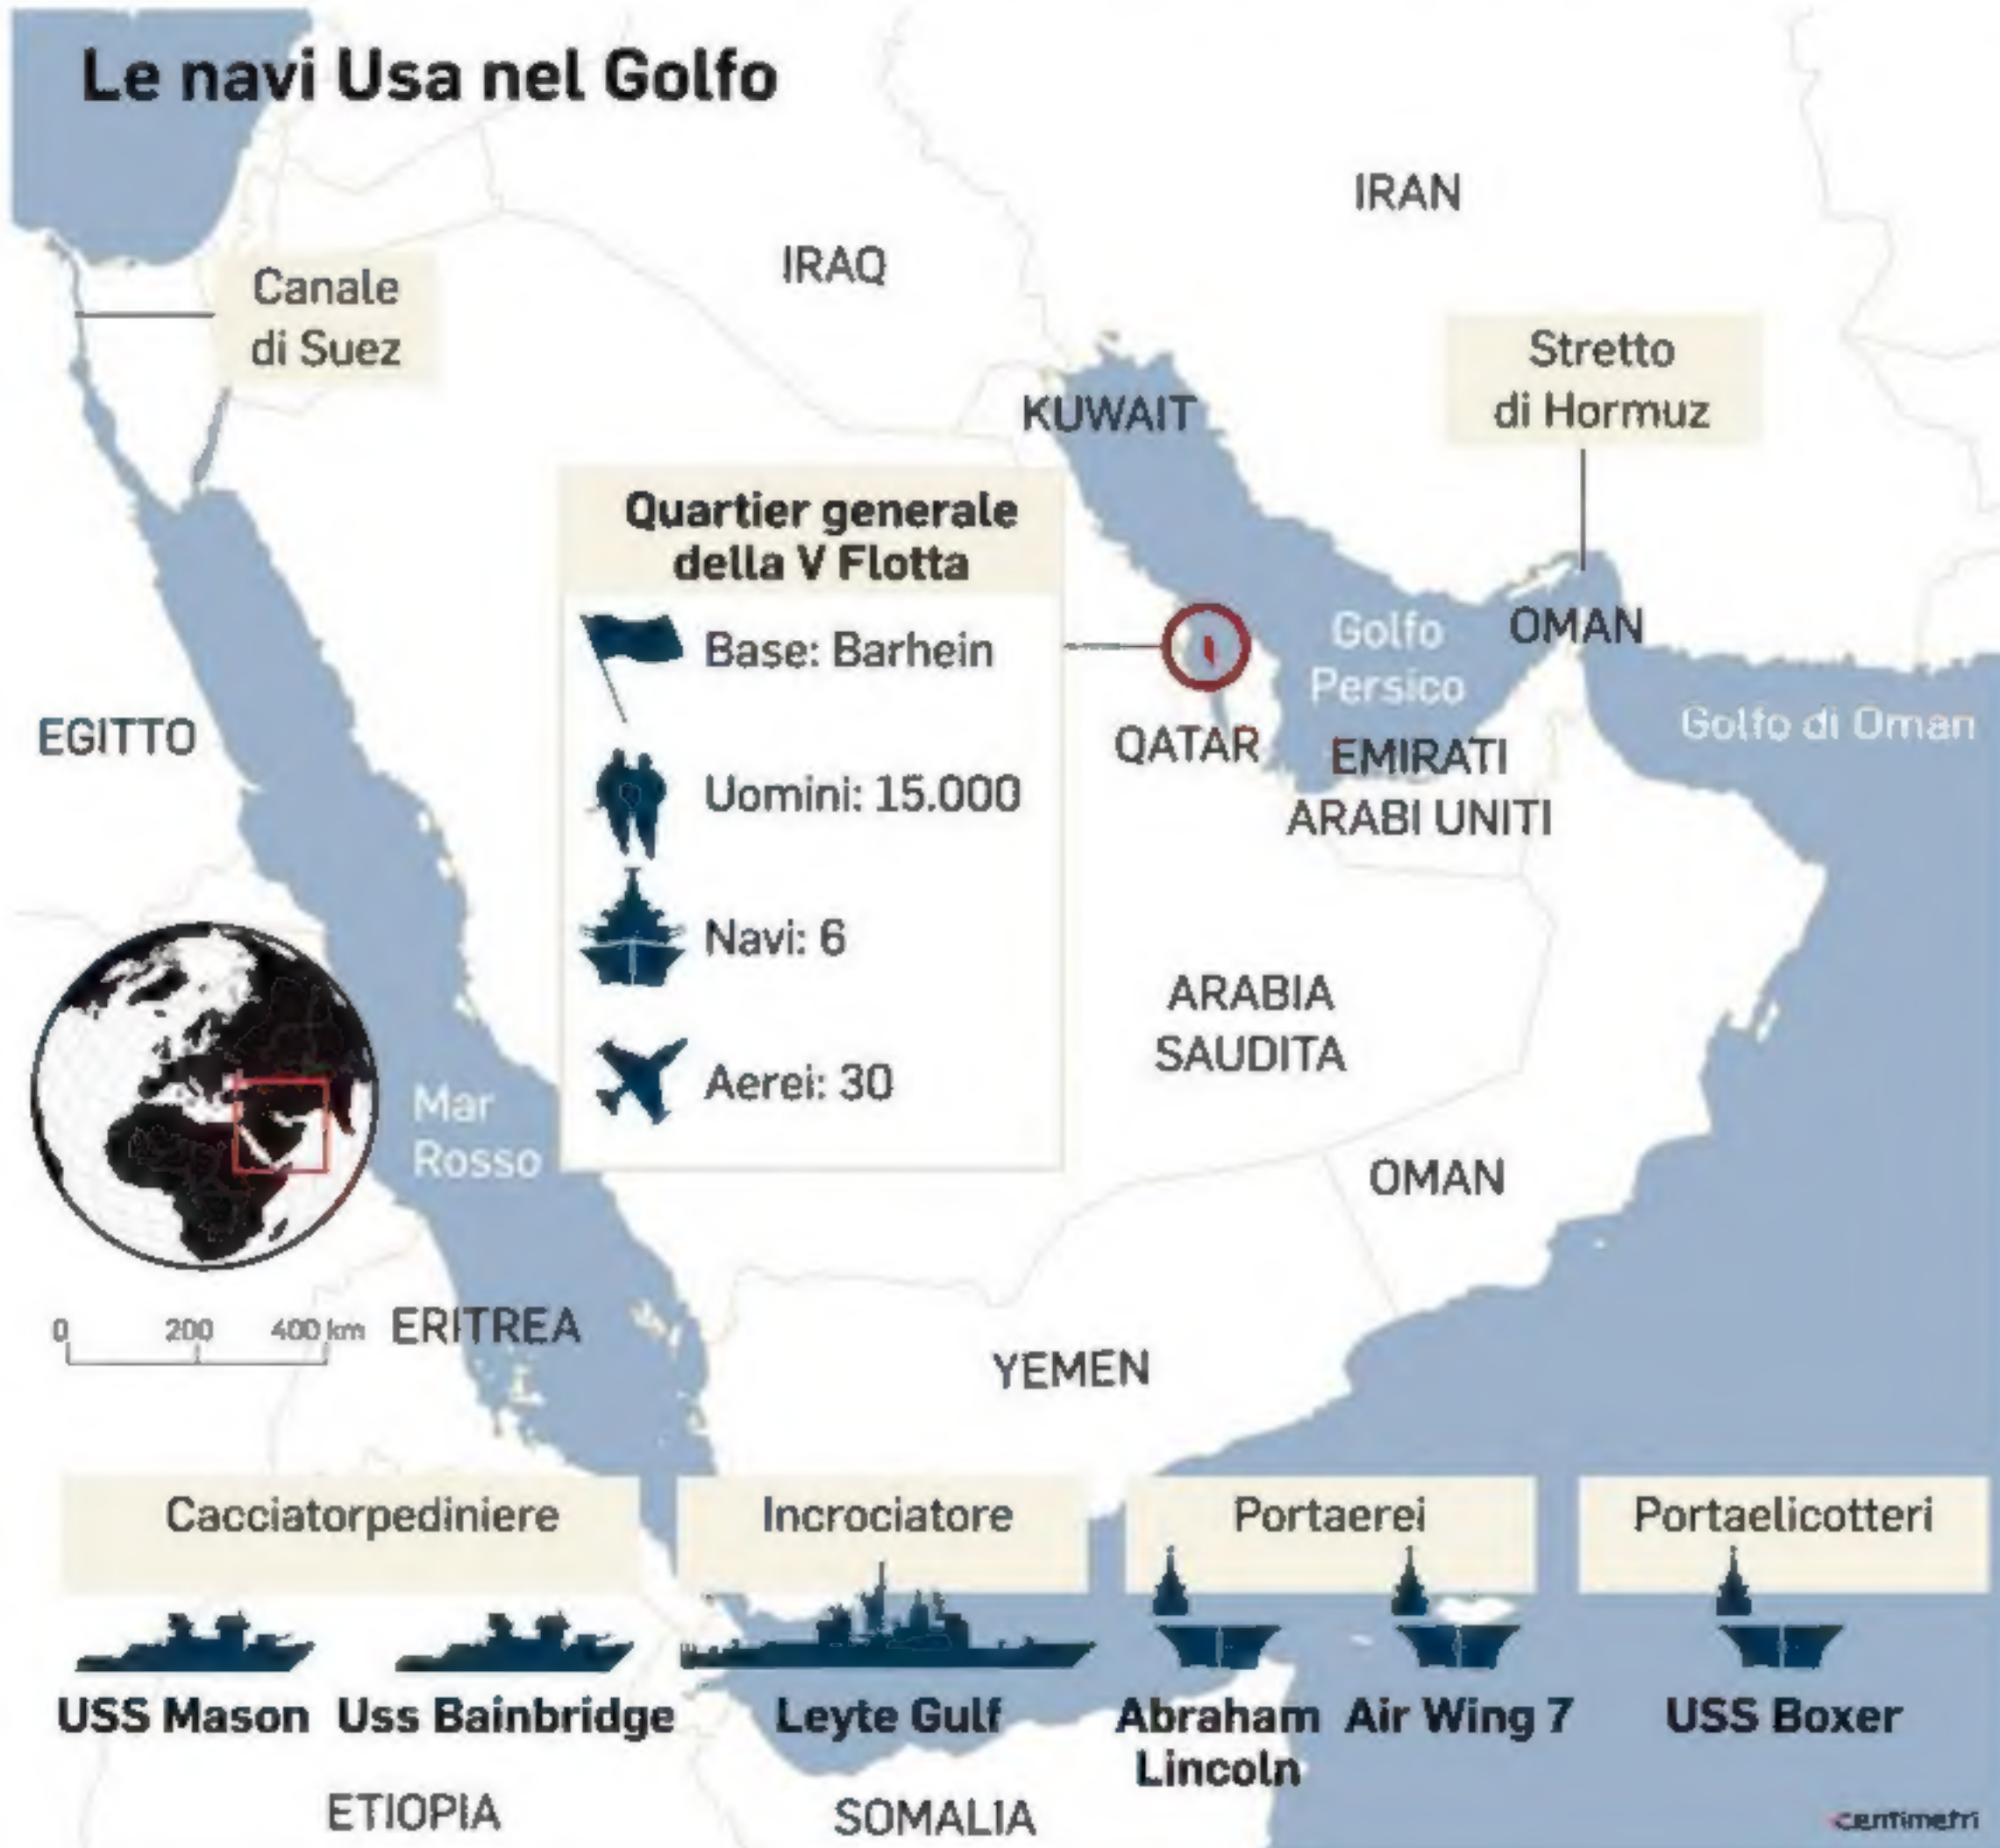 Le navi Usa nel Golfo
IRAN
IRAQ
Canale
di Suez
Stretto
di Hormuz
KUWAIT
Quartier generale
della V Flotta
Base: Barhein
Uomini: 15.000
Navi: 6
Aerei: 30
Golfo
Persico
OMAN
Golfo di Oman
QATAR
EMIRATI
ARABI UNITI
EGITTO
ARABIA
SAUDITA
Mar
Rosso
OMAN
0 200 400 km
ERITREA
YEMEN
Cacciatorpediniere
Incrociatore
Portaerei
Portaelicotteri
USS Mason
Uss Bainbridge
Leyte Gulf
Abraham
Lincoln
Air Wing 7
USS Boxer
ETIOPIA
SOMALIA
centimetri